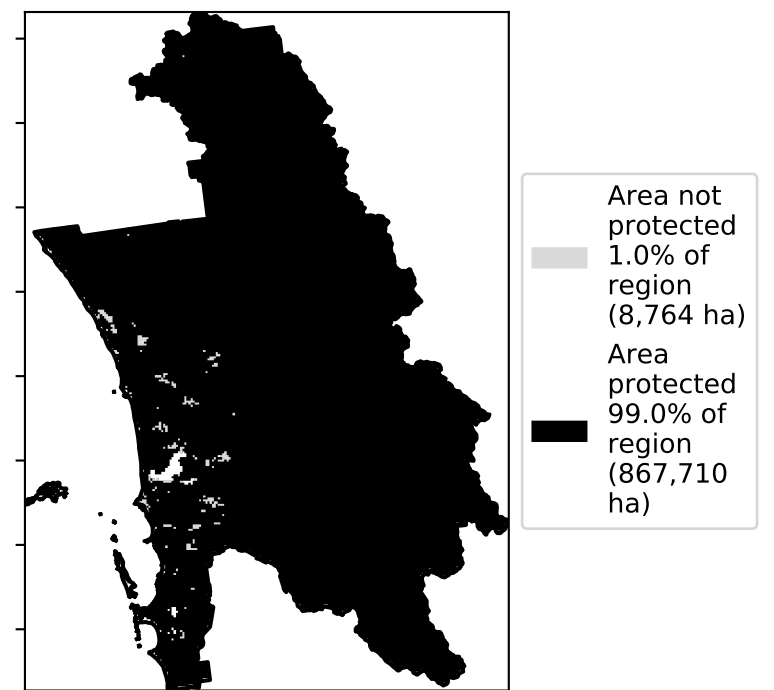 Area not
protected
1.0% of
region
(8,764 ha)
Area
protected
99.0% of
region
(867,710
ha)